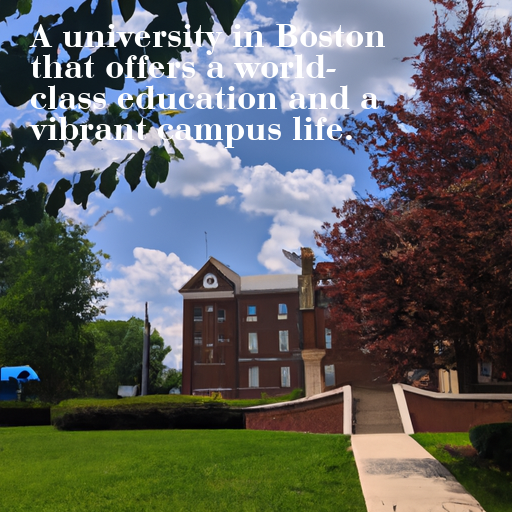 A university in Boston
that offers a world-
class education and a
vibrant campus life.